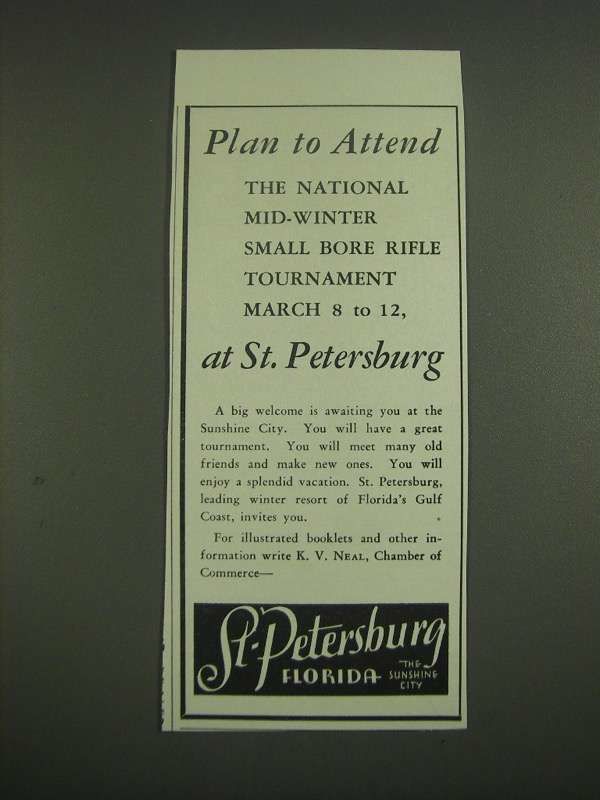 Plan to Attend
THE NATIONAL
MID-WINTER
SMALL BORE RIFLE
TOURNAMENT
MARCH 8 to 12,
at St. Petersburg
A big welcome is awaiting you at the
Sunshine City. You will have a great
tournament. You will meet many old
friends and make new ones. You will
enjoy a splendid vacation. St. Petersburg,
leading winter resort of Florida's Gulf
Coast, invites you.
For illustrated booklets and other in-
formation write K. V. NEAL, Chamber of
Commerce—
St. Petersburg
FLORIDA
THE
SUNSHINE
CITY